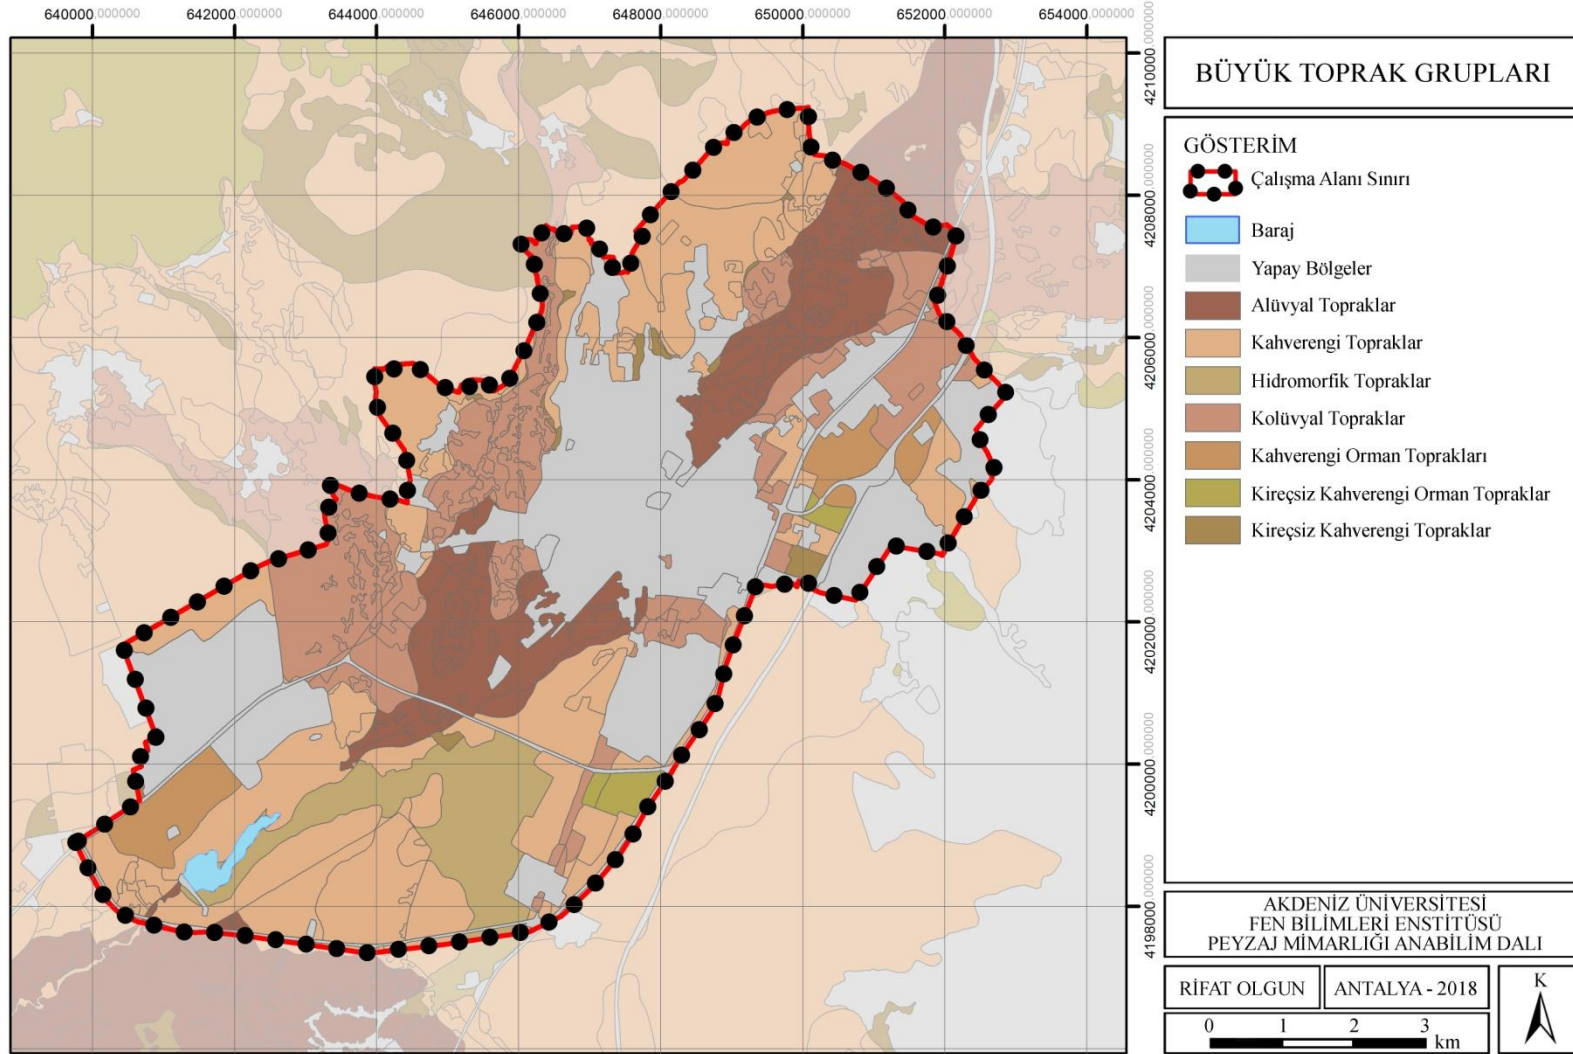 640000,000000 642000,000000 644000,000000 646000,000000 648000,000000 650000,000000 652000,000000 654000,000000
4210000,000000
4208000,000000
4206000,000000
4204000,000000
4202000,000000
4200000,000000
4198000,000000
BÜYÜK TOPRAK GRUPLARI
GÖSTERİM
Çalışma Alanı Sınırı
Baraj
Yapay Bölgeler
Alüvyal Topraklar
Kahverengi Topraklar
Hidromorfik Topraklar
Kolüvyal Topraklar
Kahverengi Orman Toprakları
Kireçsiz Kahverengi Orman Topraklar
Kireçsiz Kahverengi Topraklar
AKDENİZ ÜNİVERSİTESİ
FEN BİLİMLERİ ENSTİTÜSÜ
PEYZAJ MİMARLIĞI ANABİLİM DALI
RİFAT OLGUN
ANTALYA - 2018
K
0 1 2 3
km